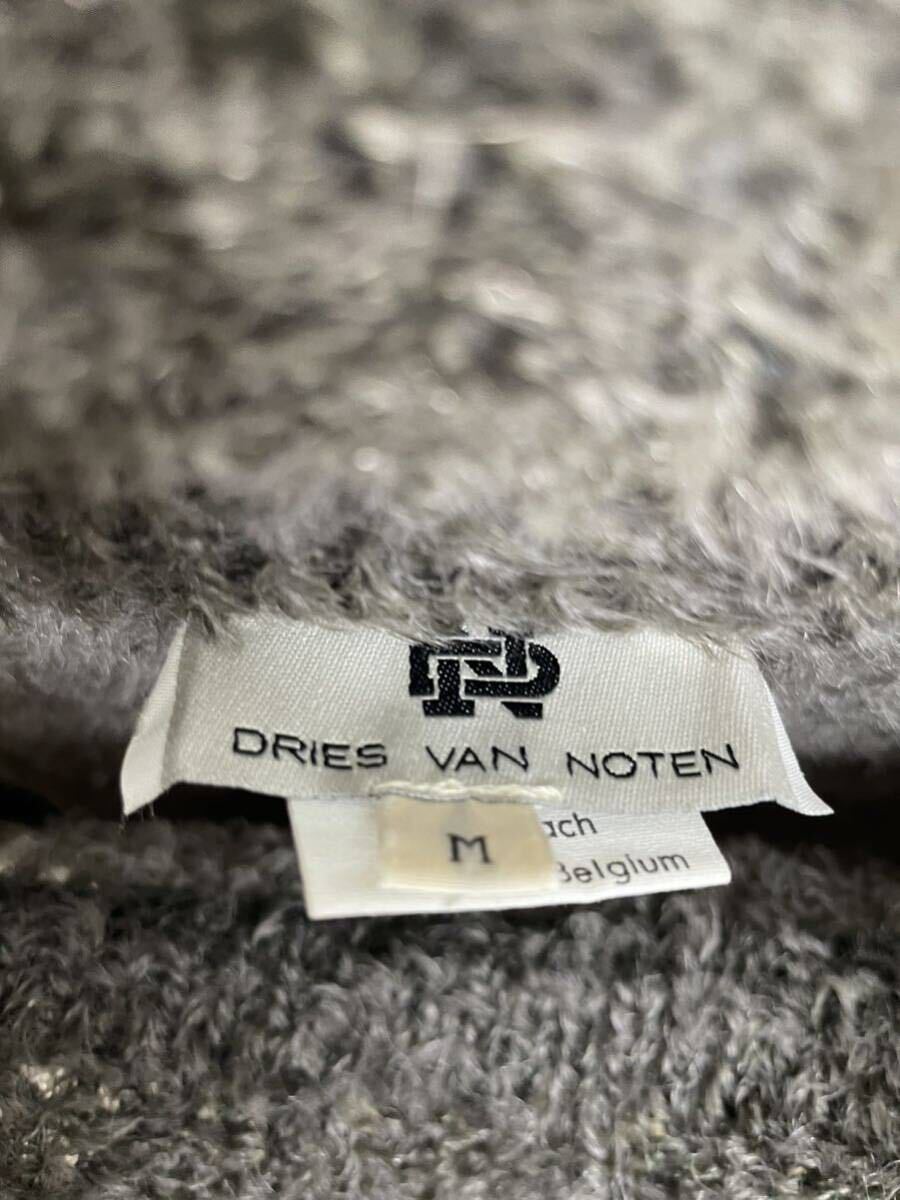 DRIES VAN NOTEN
M
ach
Belgium